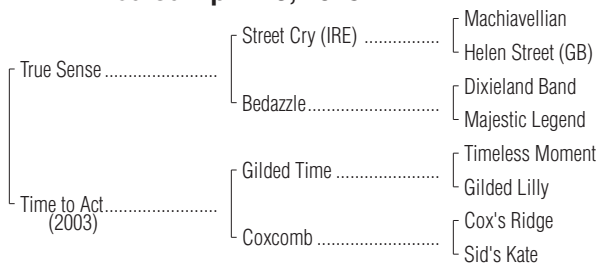 Machiavellian
Street Cry (IRE) ..................
Helen Street (GB)
True Sense ...........................
Dixieland Band
Bedazzle................................
Majestic Legend
Timeless Moment
Gilded Time .........................
Gilded Lilly
Time to Act...........................
(2003)
Cox's Ridge
Coxcomb .............................
Sid's Kate